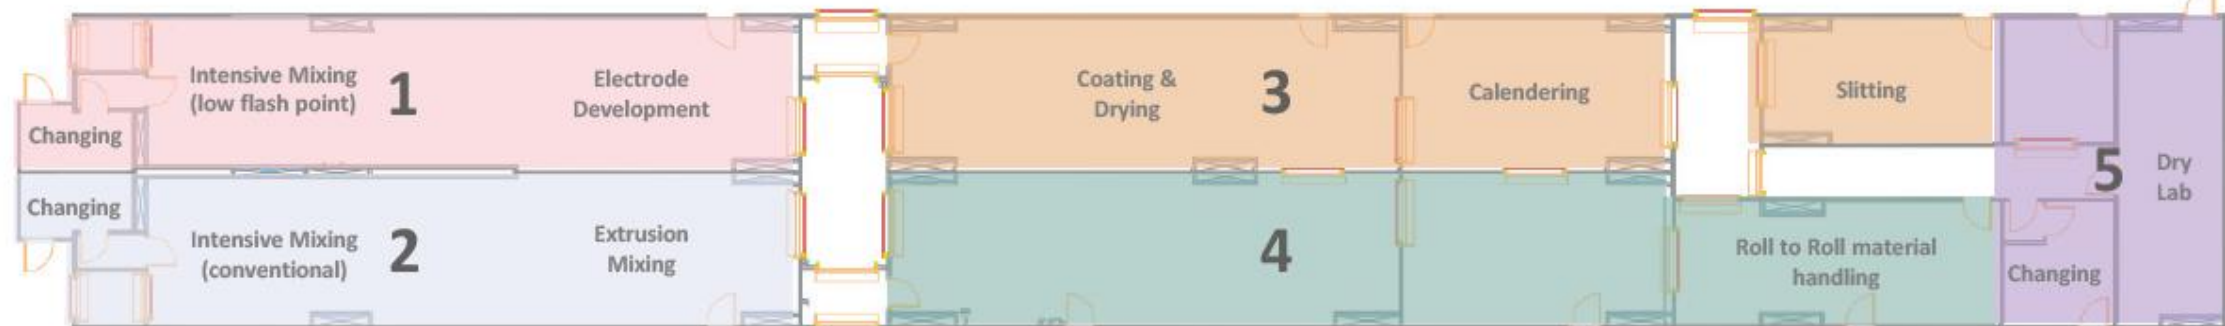 Intensive Mixing
(low flash point)
1
Electrode
Development
Changing
Coating &
Drying
3
Calendering
Slitting
5
Dry
Lab
Changing
Intensive Mixing
(conventional)
2
Extrusion
Mixing
4
Roll to Roll material
handling
Changing